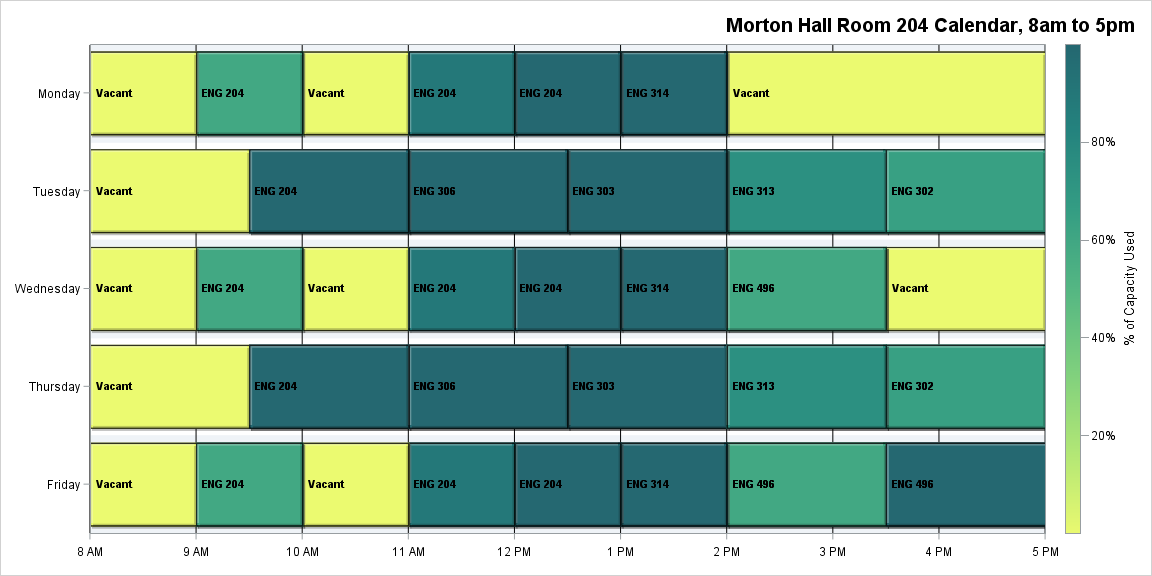 Morton Hall Room 204 Calendar, 8am to 5pm
Monday Vacant ENG 204 Vacant ENG 204 ENG 204 ENG 314 Vacant
Tuesday Vacant ENG 204 ENG 306 ENG 303 ENG 313 ENG 302
Wednesday Vacant ENG 204 Vacant ENG 204 ENG 204 ENG 314 ENG 496 Vacant
Thursday Vacant ENG 204 ENG 306 ENG 303 ENG 313 ENG 302
Friday Vacant ENG 204 Vacant ENG 204 ENG 204 ENG 314 ENG 496 ENG 496
8 AM 9 AM 10 AM 11 AM 12 PM 1 PM 2 PM 3 PM 4 PM 5 PM
80%
60%
40%
20%
% of Capacity Used